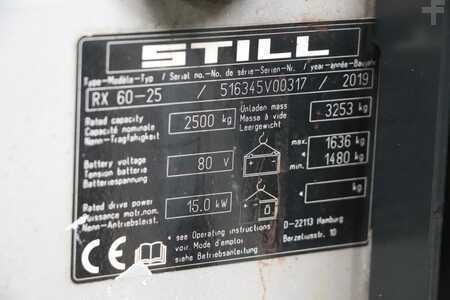 STILL
Type-Modèle-Typ / Serial no.-No. de série-Serien-Nr. / year-année-Baujahr
RX 60-25 / 516345V00317 / 2019
Rated capacity
Capacité nominale
Nenn-Tragfähigkeit
2500 kg
Unladen mass
Masse à vide
Leergewicht
* 3253 kg
Battery voltage
Tension batterie
Batteriespannung
80 V
max. 1636 kg
min. 1480 kg
Rated drive power
Puissance motr.nom.
Nenn-Antriebsleist.
15.0 kW
* kg
CE
* see Operating instructions
voir Mode d'emploi
siehe Betriebsanleitung
D-22113 Hamburg
Berzeliusstr. 10